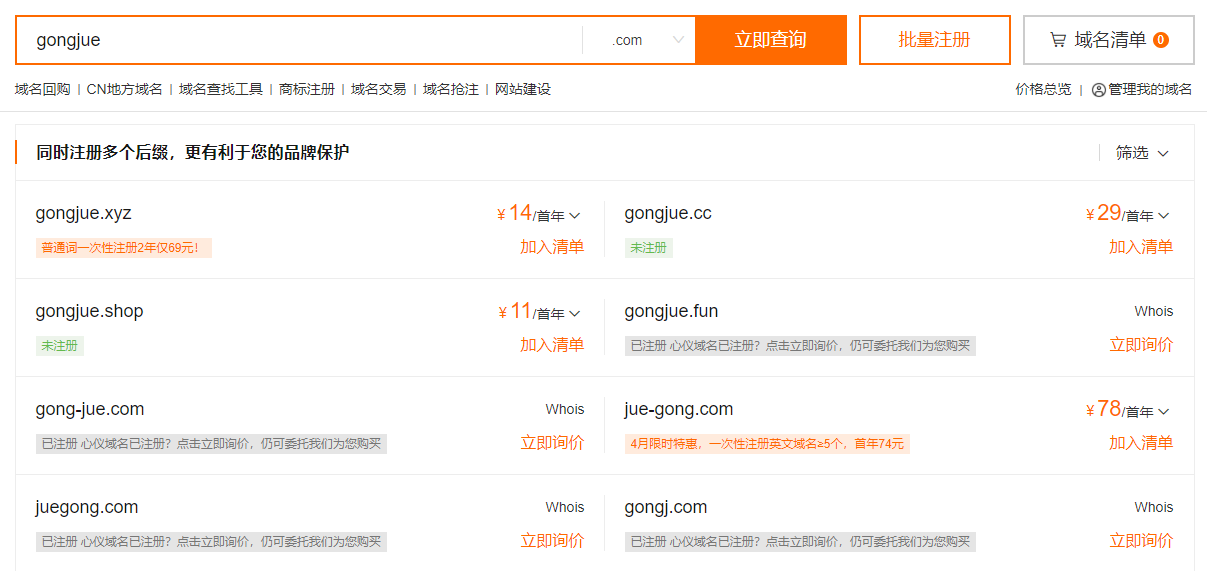 gongjue .com 立即查询 批量注册 域名清单 0
域名回购 | CN地方域名 | 域名查找工具 | 商标注册 | 域名交易 | 域名抢注 | 网站建设 价格总览 | 管理我的域名
同时注册多个后缀，更有利于您的品牌保护 筛选
gongjue.xyz ¥ 14/首年 gongjue.cc ¥ 29/首年
普通词一次性注册2年仅69元！ 加入清单 未注册 加入清单
gongjue.shop ¥ 11/首年 gongjue.fun Whois
未注册 加入清单 已注册 心仪域名已注册？点击立即询价，仍可委托我们为您购买 立即询价
gong-jue.com Whois jue-gong.com ¥ 78/首年
已注册 心仪域名已注册？点击立即询价，仍可委托我们为您购买 立即询价 4月限时特惠，一次性注册英文域名≥5个，首年74元 加入清单
juegong.com Whois gongj.com Whois
已注册 心仪域名已注册？点击立即询价，仍可委托我们为您购买 立即询价 已注册 心仪域名已注册？点击立即询价，仍可委托我们为您购买 立即询价